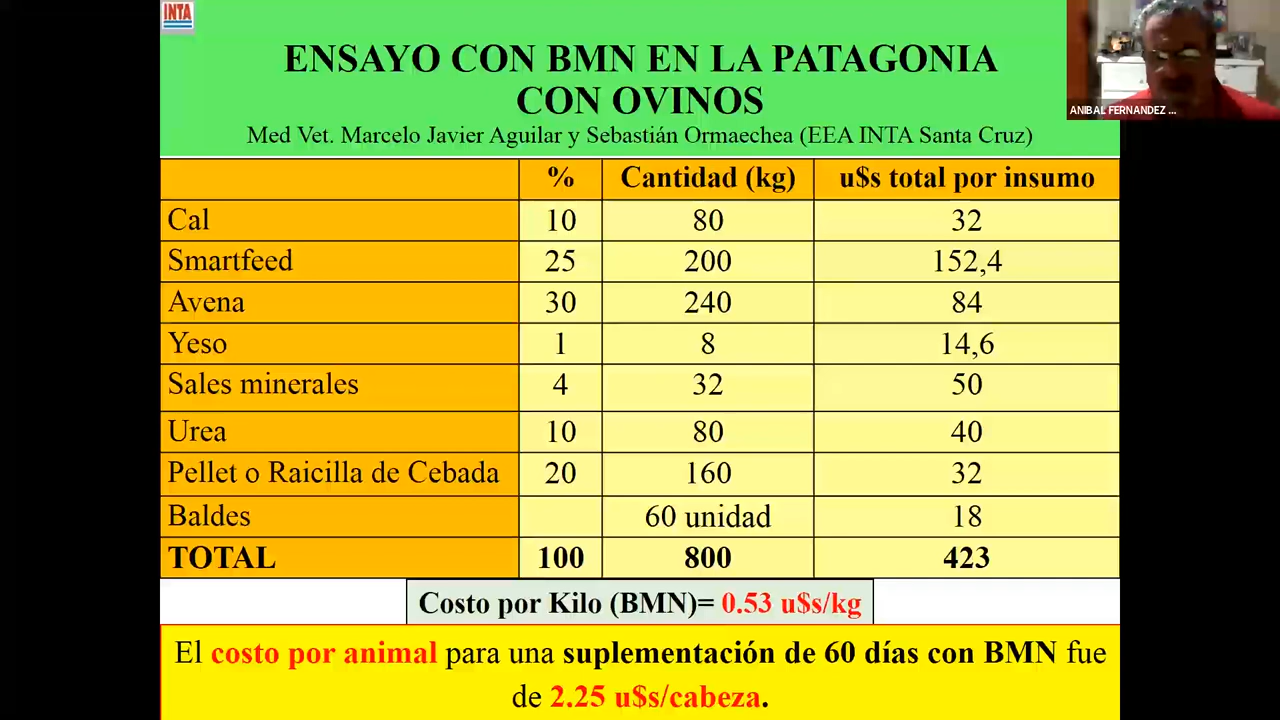 INTA
ENSAYO CON BMN EN LA PATAGONIA
CON OVINOS
Med Vet. Marcelo Javier Aguilar y Sebastián Ormaechea (EEA INTA Santa Cruz)
ANIBAL FERNANDEZ ...
% Cantidad (kg) u$s total por insumo
Cal 10 80 32
Smartfeed 25 200 152,4
Avena 30 240 84
Yeso 1 8 14,6
Sales minerales 4 32 50
Urea 10 80 40
Pellet o Raicilla de Cebada 20 160 32
Baldes 60 unidad 18
TOTAL 100 800 423
Costo por Kilo (BMN)= 0.53 u$s/kg
El costo por animal para una suplementación de 60 días con BMN fue
de 2.25 u$s/cabeza.